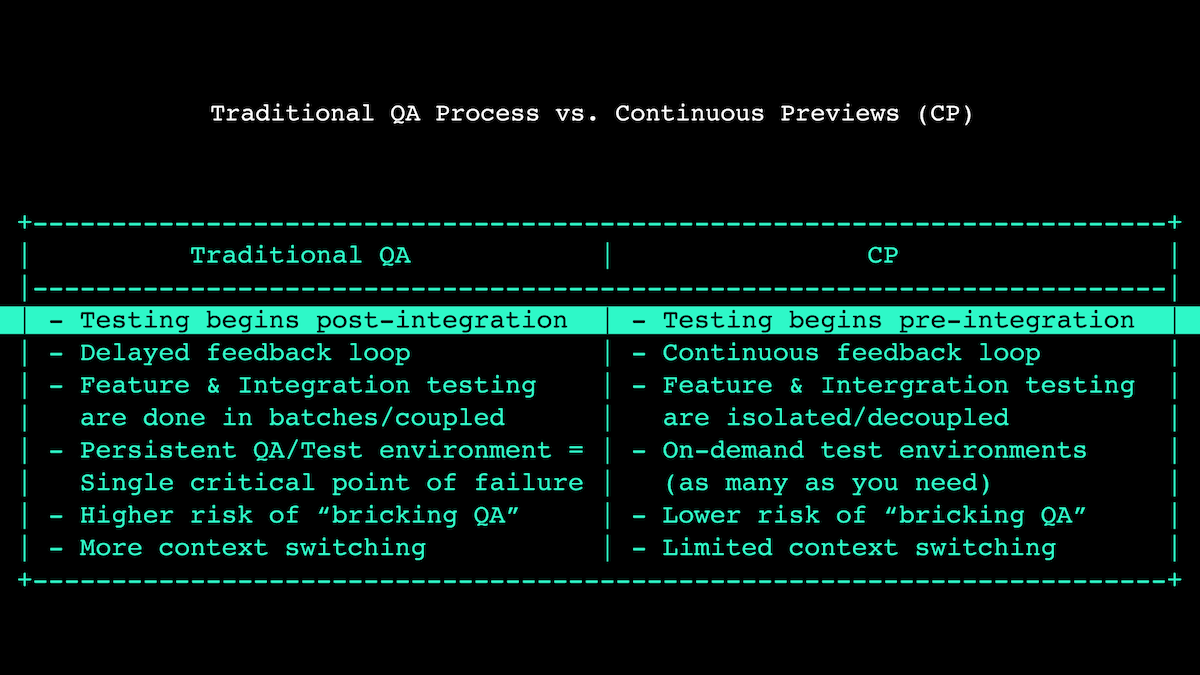 Traditional QA Process vs. Continuous Previews (CP)
Traditional QA | CP
- Testing begins post-integration | - Testing begins pre-integration
- Delayed feedback loop | - Continuous feedback loop
- Feature & Integration testing | - Feature & Intergration testing
are done in batches/coupled | are isolated/decoupled
- Persistent QA/Test environment = | - On-demand test environments
Single critical point of failure | (as many as you need)
- Higher risk of “bricking QA” | - Lower risk of “bricking QA”
- More context switching | - Limited context switching